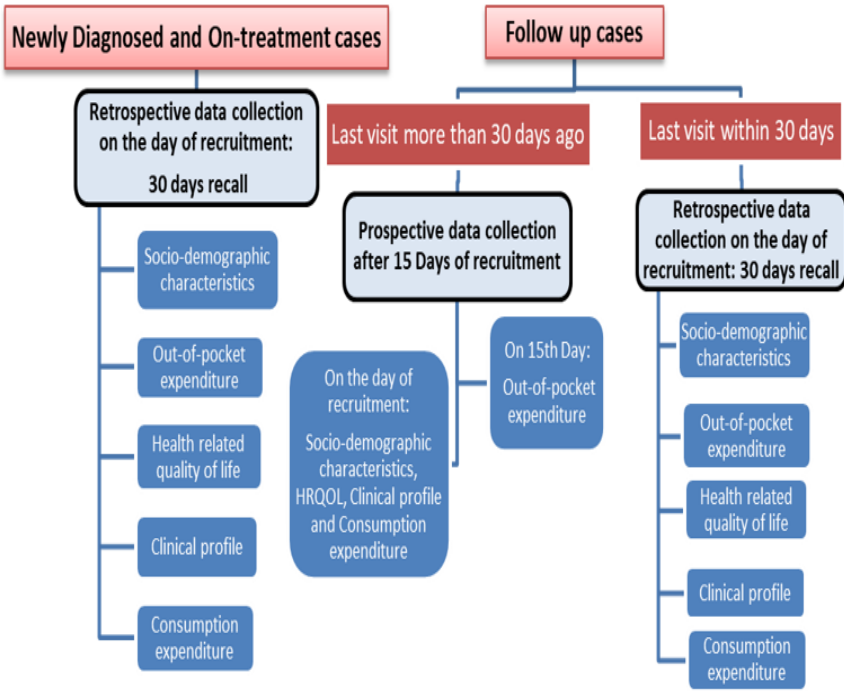 Newly Diagnosed and On-treatment cases
Retrospective data collection
on the day of recruitment:
30 days recall
Socio-demographic
characteristics
Out-of-pocket
expenditure
Health related
quality of life
Clinical profile
Consumption
expenditure
Follow up cases
Last visit more than 30 days ago
Prospective data collection
after 15 Days of recruitment
On the day of
recruitment:
Socio-demographic
characteristics,
HRQOL, Clinical profile
and Consumption
expenditure
On 15th Day:
Out-of-pocket
expenditure
Last visit within 30 days
Retrospective data
collection on the day of
recruitment: 30 days recall
Socio-demographic
characteristics
Out-of-pocket
expenditure
Health related
quality of life
Clinical profile
Consumption
expenditure